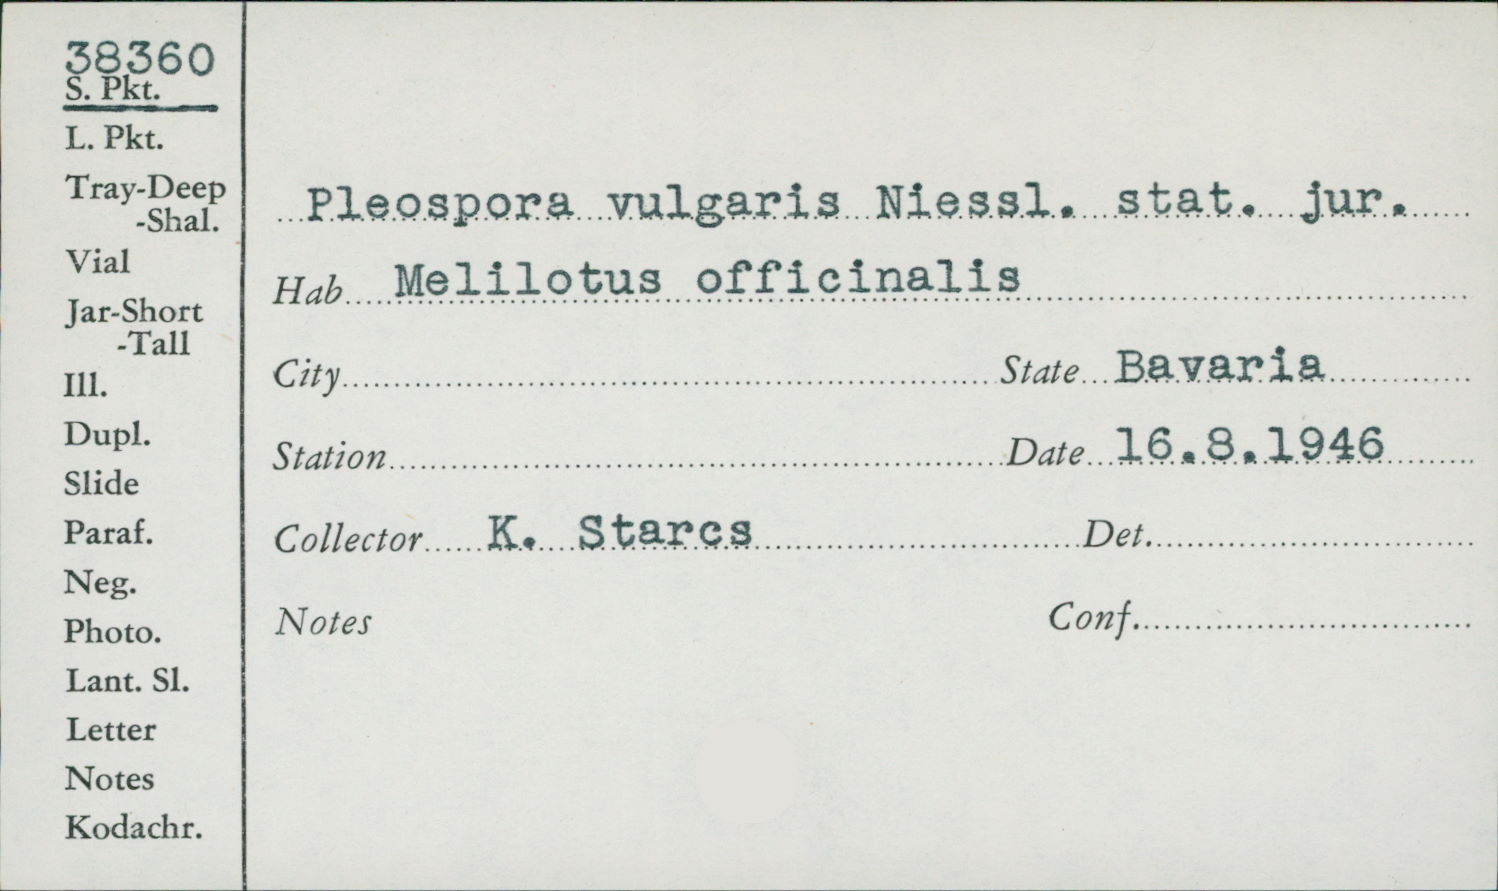 38360
S. Pkt.
L. Pkt.
Tray-Deep
-Shal.
Vial
Jar-Short
-Tall
Ill.
Dupl.
Slide
Paraf.
Neg.
Photo.
Lant. Sl.
Letter
Notes
Kodachr.
Pleospora vulgaris Niessl. stat. jur.
Hab Melilotus officinalis
City State Bavaria
Station Date 16.8.1946
Collector K. Starcs Det.
Notes Conf.